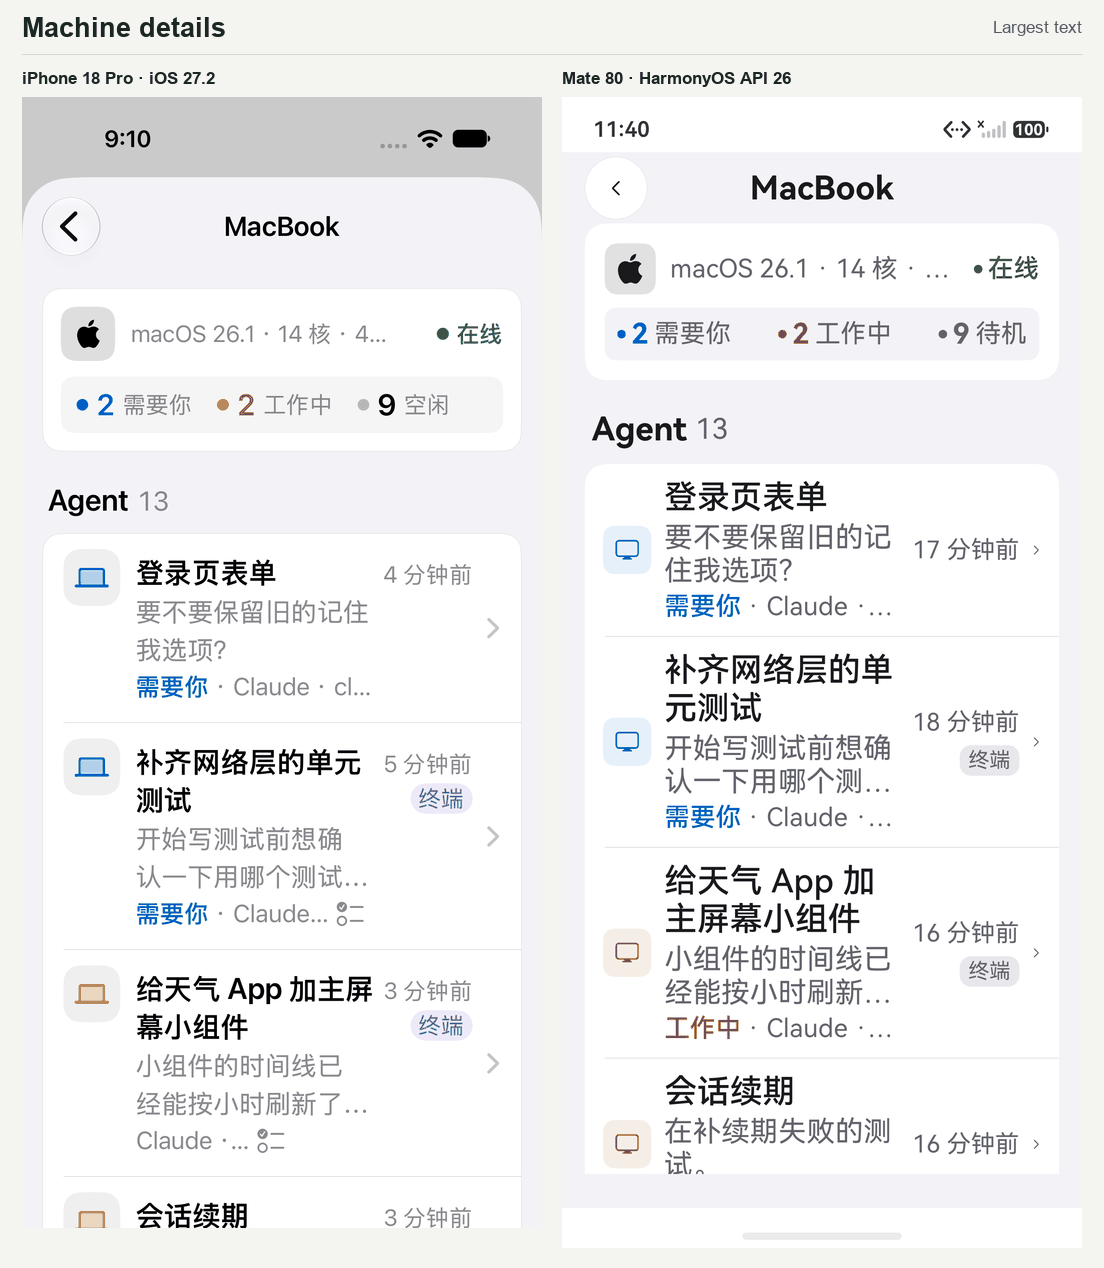 Machine details
Largest text
iPhone 18 Pro · iOS 27.2
9:10
MacBook
macOS 26.1 · 14 核 · 4...
在线
2 需要你
2 工作中
9 空闲
Agent 13
登录页表单
4 分钟前
要不要保留旧的记住
我选项?
需要你 · Claude · cl...
补齐网络层的单元
测试
5 分钟前
终端
开始写测试前想确
认一下用哪个测试...
需要你 · Claude...
给天气 App 加主屏
幕小组件
3 分钟前
终端
小组件的时间线已
经能按小时刷新了...
Claude ·...
会话续期
3 分钟前
Mate 80 · HarmonyOS API 26
11:40
100
MacBook
macOS 26.1 · 14 核 · ...
在线
2 需要你
2 工作中
9 待机
Agent 13
登录页表单
要不要保留旧的记
住我选项?
需要你 · Claude ·...
17 分钟前
补齐网络层的单
元测试
开始写测试前想确
认一下用哪个测...
需要你 · Claude ·...
18 分钟前
终端
给天气 App 加
主屏幕小组件
小组件的时间线已
经能按小时刷新...
工作中 · Claude ·...
16 分钟前
终端
会话续期
在补续期失败的测
试。
16 分钟前